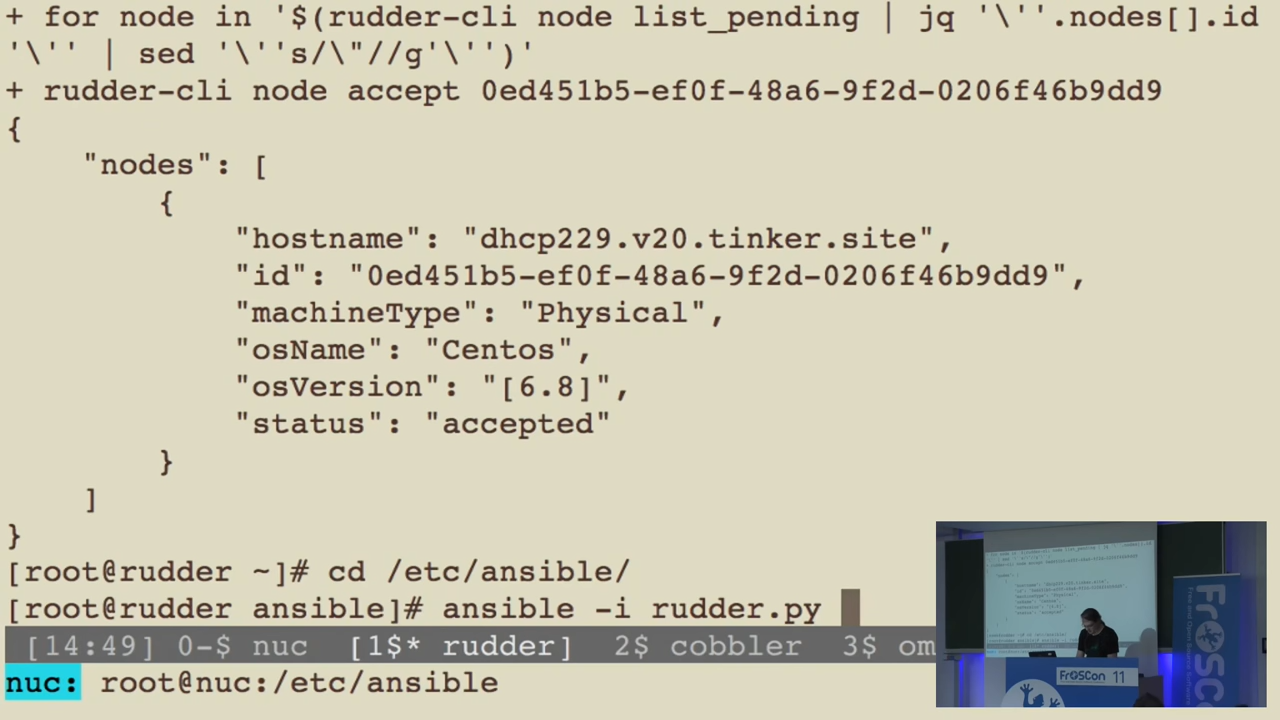 + for node in '$(rudder-cli node list_pending | jq '\''.nodes[].id
'\'' | sed '\''s/\"//g'\'')'
+ rudder-cli node accept 0ed451b5-ef0f-48a6-9f2d-0206f46b9dd9
{
"nodes": [
{
"hostname": "dhcp229.v20.tinker.site",
"id": "0ed451b5-ef0f-48a6-9f2d-0206f46b9dd9",
"machineType": "Physical",
"osName": "Centos",
"osVersion": "[6.8]",
"status": "accepted"
}
]
}
[root@rudder ~]# cd /etc/ansible/
[root@rudder ansible]# ansible -i rudder.py
[14:49] 0-$ nuc [1$* rudder] 2$ cobbler 3$ om
nuc: root@nuc:/etc/ansible
FrOSCon 11
FrOSC